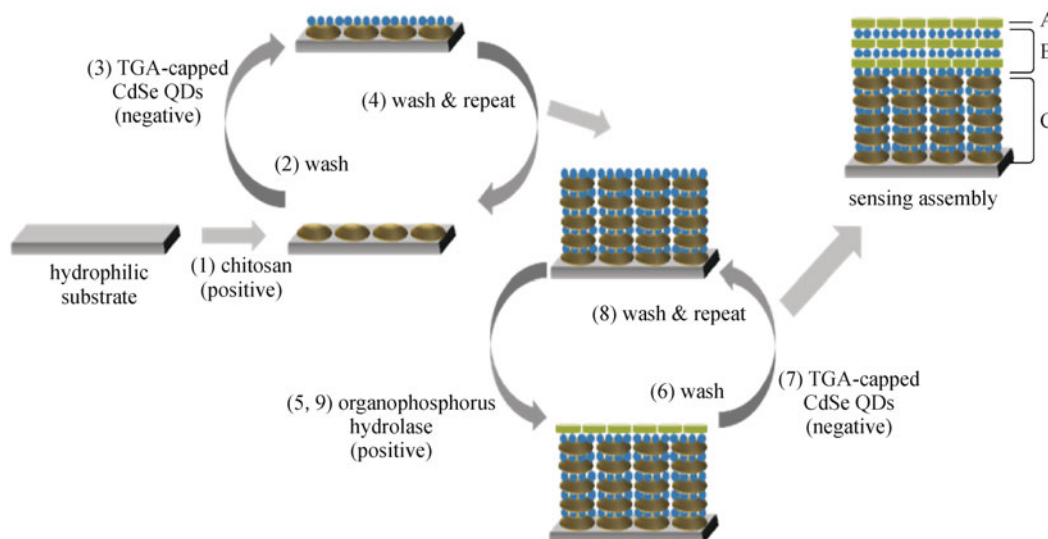 (3) TGA-capped
CdSe QDs
(negative)
(4) wash & repeat
(2) wash
hydrophilic
substrate
(1) chitosan
(positive)
(5, 9) organophosphorus
hydrolase
(positive)
(8) wash & repeat
(6) wash
(7) TGA-capped
CdSe QDs
(negative)
A
B
C
sensing assembly